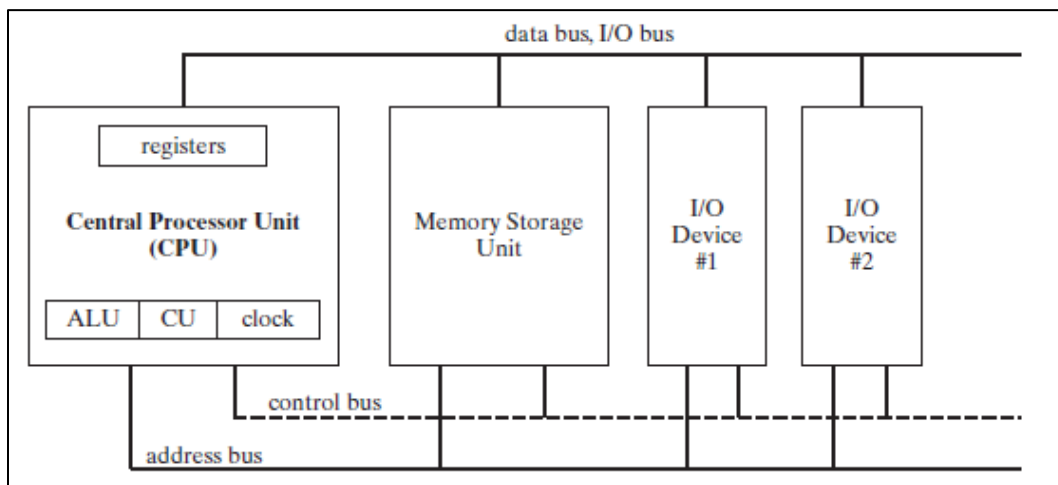 data bus, I/O bus
registers
Central Processor Unit
(CPU)
ALU CU clock
Memory Storage
Unit
I/O
Device
#1
I/O
Device
#2
control bus
address bus